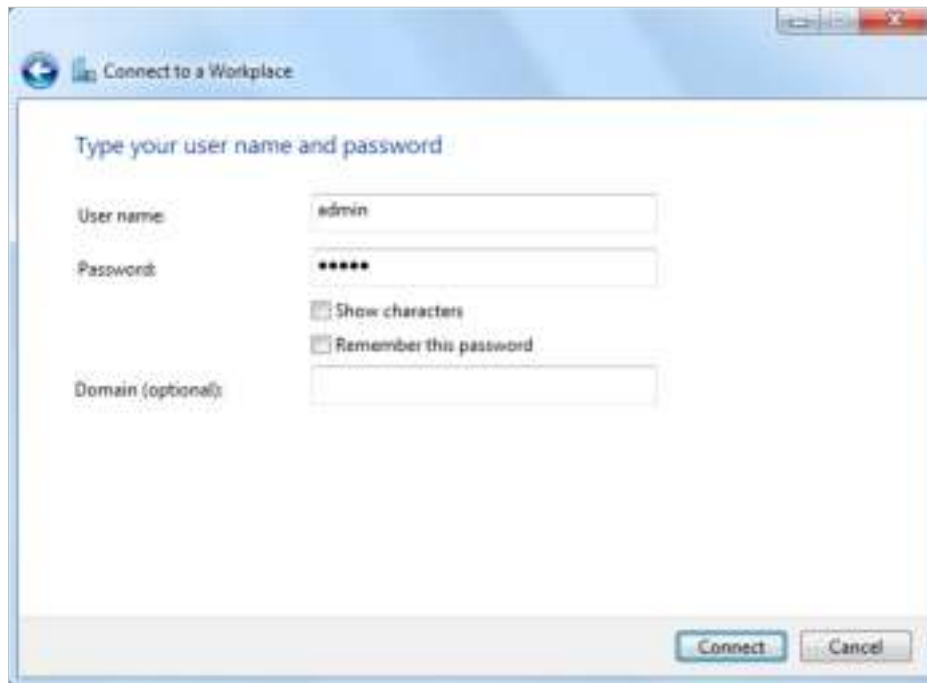 Connect to a Workplace
Type your user name and password
User name:
admin
Password:
•••••
Show characters
Remember this password
Domain (optional):
Connect
Cancel